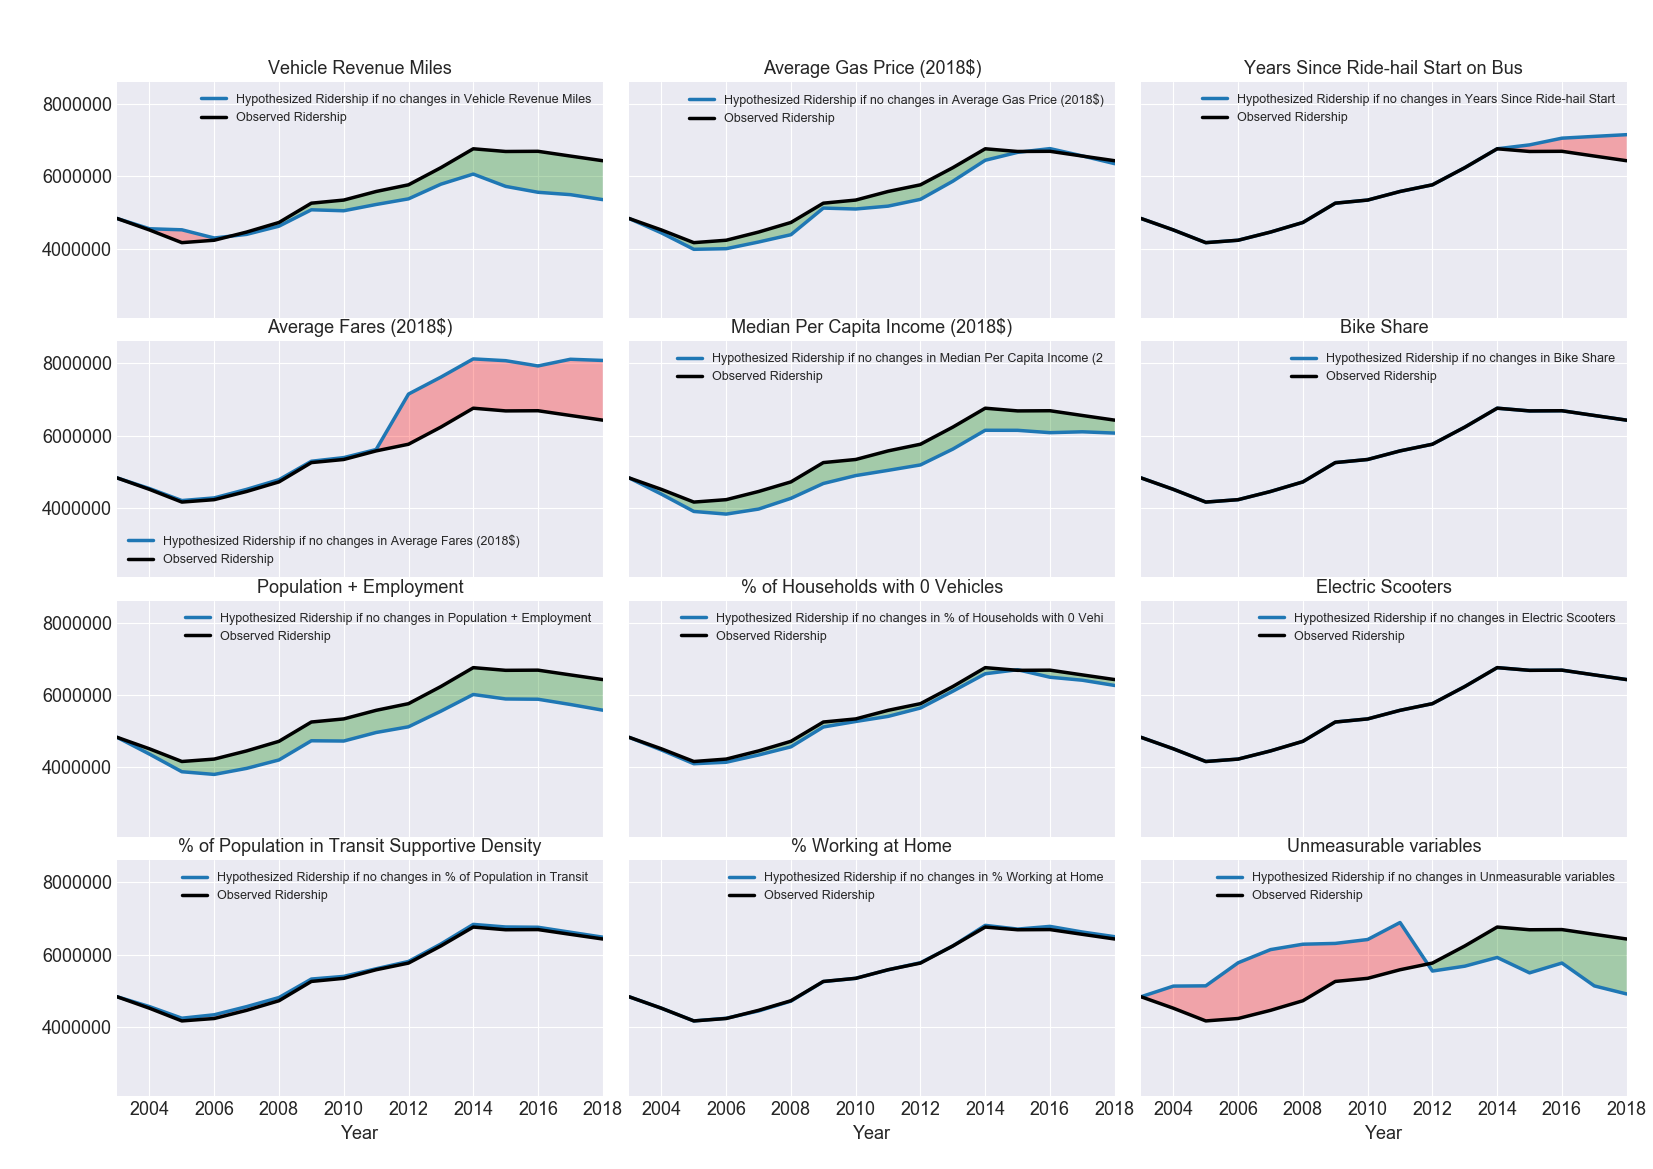 Vehicle Revenue Miles
Hypothesized Ridership if no changes in Vehicle Revenue Miles
Observed Ridership
8000000
6000000
4000000
Average Gas Price (2018$)
Hypothesized Ridership if no changes in Average Gas Price (2018$)
Observed Ridership
Years Since Ride-hail Start on Bus
Hypothesized Ridership if no changes in Years Since Ride-hail Start
Observed Ridership
Average Fares (2018$)
8000000
6000000
4000000
Hypothesized Ridership if no changes in Average Fares (2018$)
Observed Ridership
Median Per Capita Income (2018$)
Hypothesized Ridership if no changes in Median Per Capita Income (2
Observed Ridership
Bike Share
Hypothesized Ridership if no changes in Bike Share
Observed Ridership
Population + Employment
Hypothesized Ridership if no changes in Population + Employment
Observed Ridership
8000000
6000000
4000000
% of Households with 0 Vehicles
Hypothesized Ridership if no changes in % of Households with 0 Vehi
Observed Ridership
Electric Scooters
Hypothesized Ridership if no changes in Electric Scooters
Observed Ridership
% of Population in Transit Supportive Density
Hypothesized Ridership if no changes in % of Population in Transit
Observed Ridership
8000000
6000000
4000000
2004 2006 2008 2010 2012 2014 2016 2018
Year
% Working at Home
Hypothesized Ridership if no changes in % Working at Home
Observed Ridership
2004 2006 2008 2010 2012 2014 2016 2018
Year
Unmeasurable variables
Hypothesized Ridership if no changes in Unmeasurable variables
Observed Ridership
2004 2006 2008 2010 2012 2014 2016 2018
Year